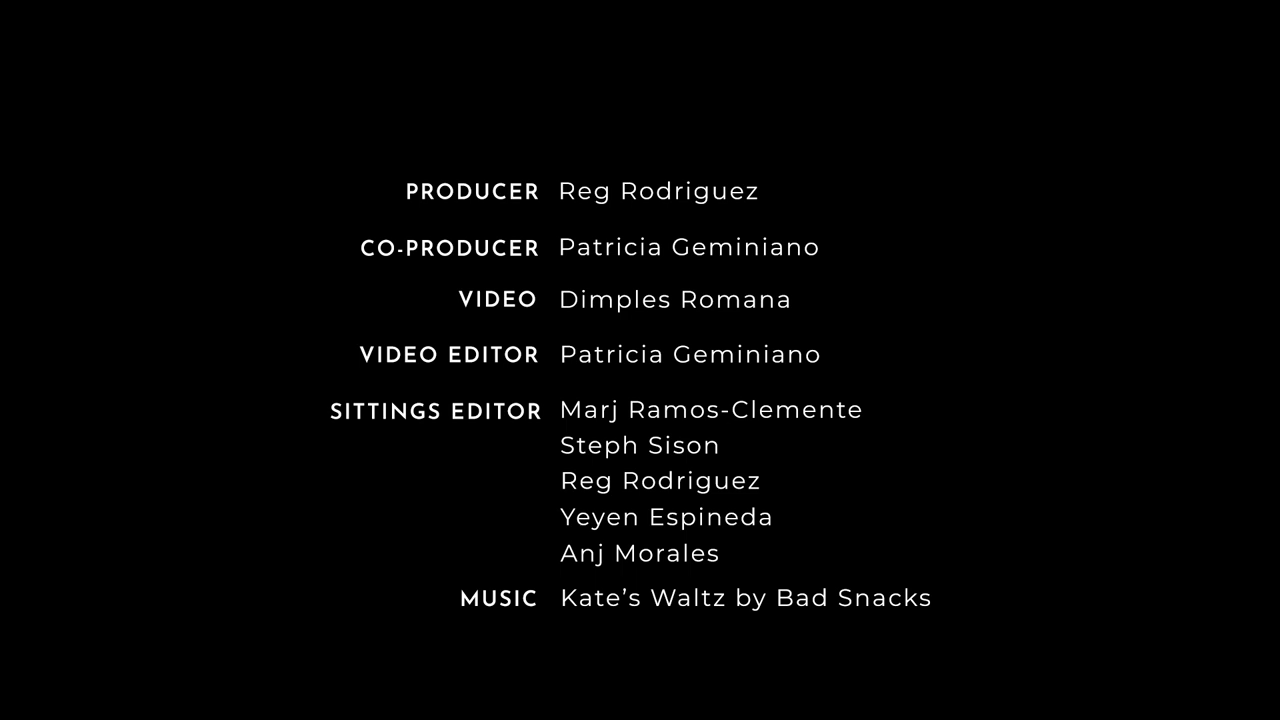 PRODUCER Reg Rodriguez
CO-PRODUCER Patricia Geminiano
VIDEO Dimples Romana
VIDEO EDITOR Patricia Geminiano
SITTINGS EDITOR Marj Ramos-Clemente
Steph Sison
Reg Rodriguez
Yeyen Espineda
Anj Morales
MUSIC Kate’s Waltz by Bad Snacks